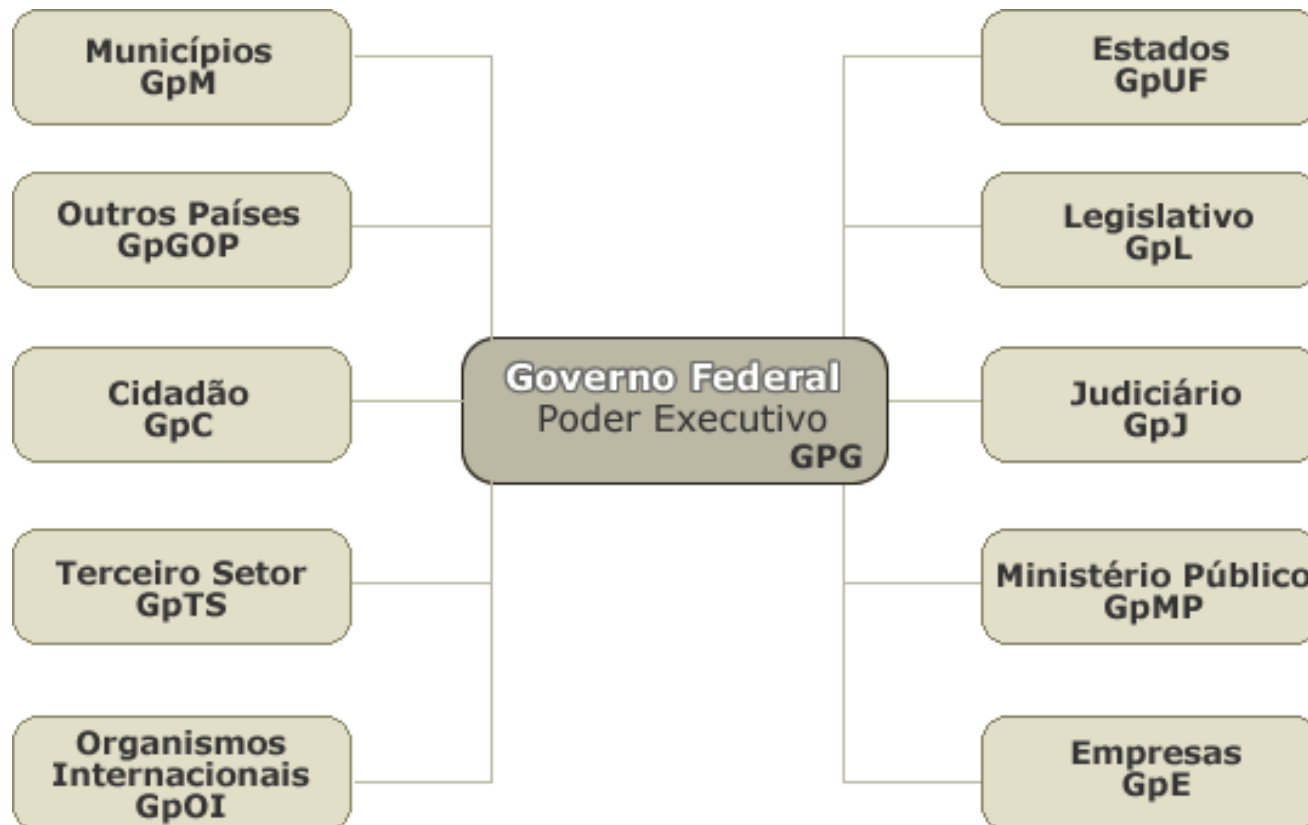 Municípios
GpM
Outros Países
GpGOP
Cidadão
GpC
Terceiro Setor
GpTS
Organismos
Internacionais
GpOI
Governo Federal
Poder Executivo
GPG
Estados
GpUF
Legislativo
GpL
Judiciário
GpJ
Ministério Público
GpMP
Empresas
GpE